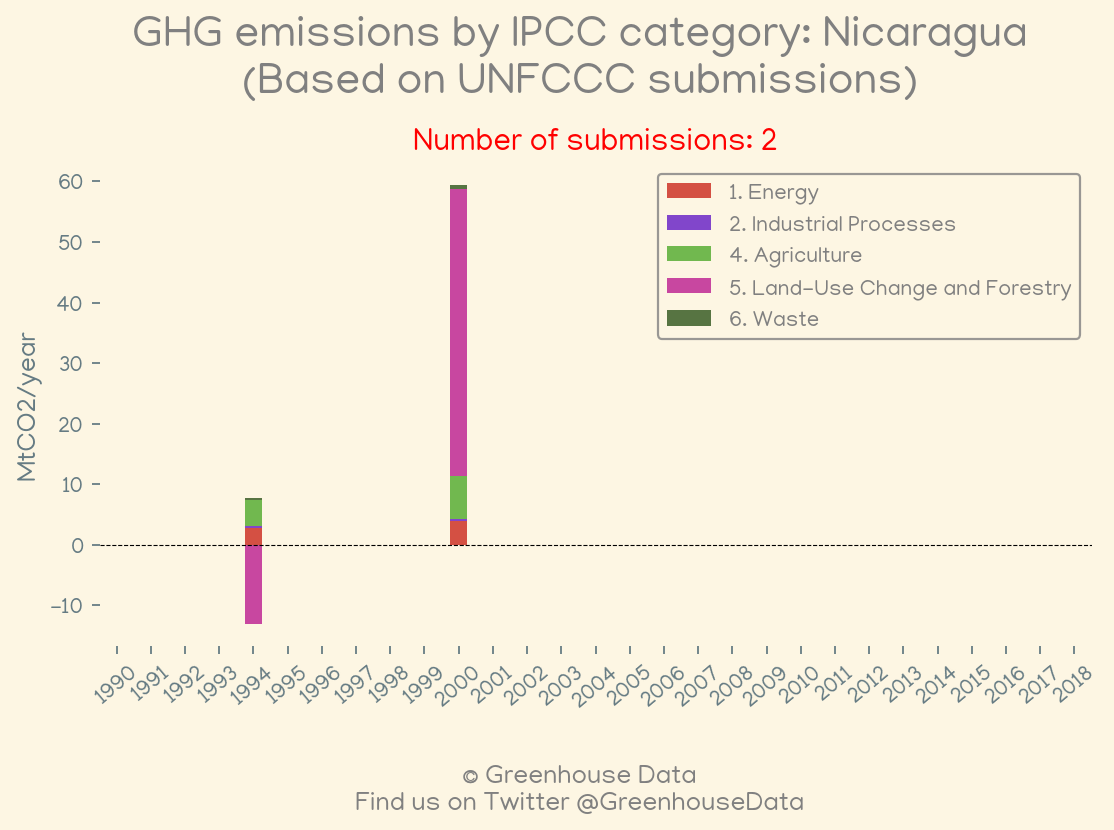 GHG emissions by IPCC category: Nicaragua
(Based on UNFCCC submissions)
Number of submissions: 2
60
50
40
30
20
10
0
−10
MtCO2/year
1. Energy
2. Industrial Processes
4. Agriculture
5. Land-Use Change and Forestry
6. Waste
1990 1991 1992 1993 1994 1995 1996 1997 1998 1999 2000 2001 2002 2003 2004 2005 2006 2007 2008 2009 2010 2011 2012 2013 2014 2015 2016 2017 2018
© Greenhouse Data
Find us on Twitter @GreenhouseData